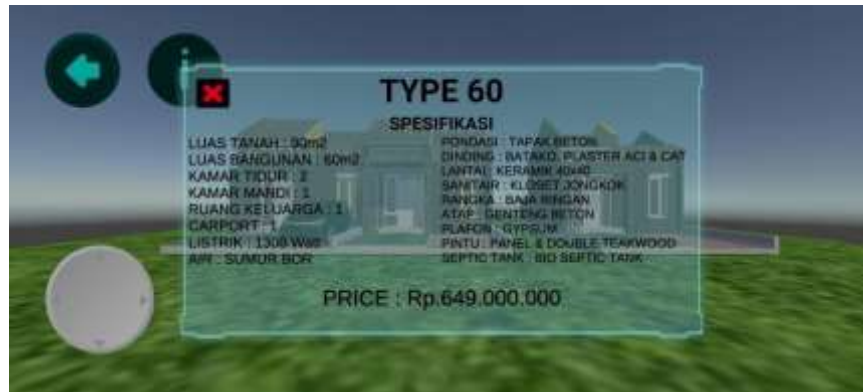 TYPE 60
SPESIFIKASI
LUAS TANAH : 90m2
LUAS BANGUNAN : 60m2
KAMAR TIDUR : 2
KAMAR MANDI : 1
RUANG KELUARGA : 1
CARPORT : 1
LISTRIK : 1300 Watt
AIR : SUMUR BOR
PONDASI : TAPAK BETON
DINDING : BATAKO, PLASTER ACI & CAT
LANTAI : KERAMIK 40x40
SANITAIR : KLOSET JONGKOK
RANGKA : BAJA RINGAN
ATAP : GENTENG BETON
PLAFON : GYPSUM
PINTU : PANEL & DOUBLE TEAKWOOD
SEPTIC TANK : BIO SEPTIC TANK
PRICE : Rp.649.000.000